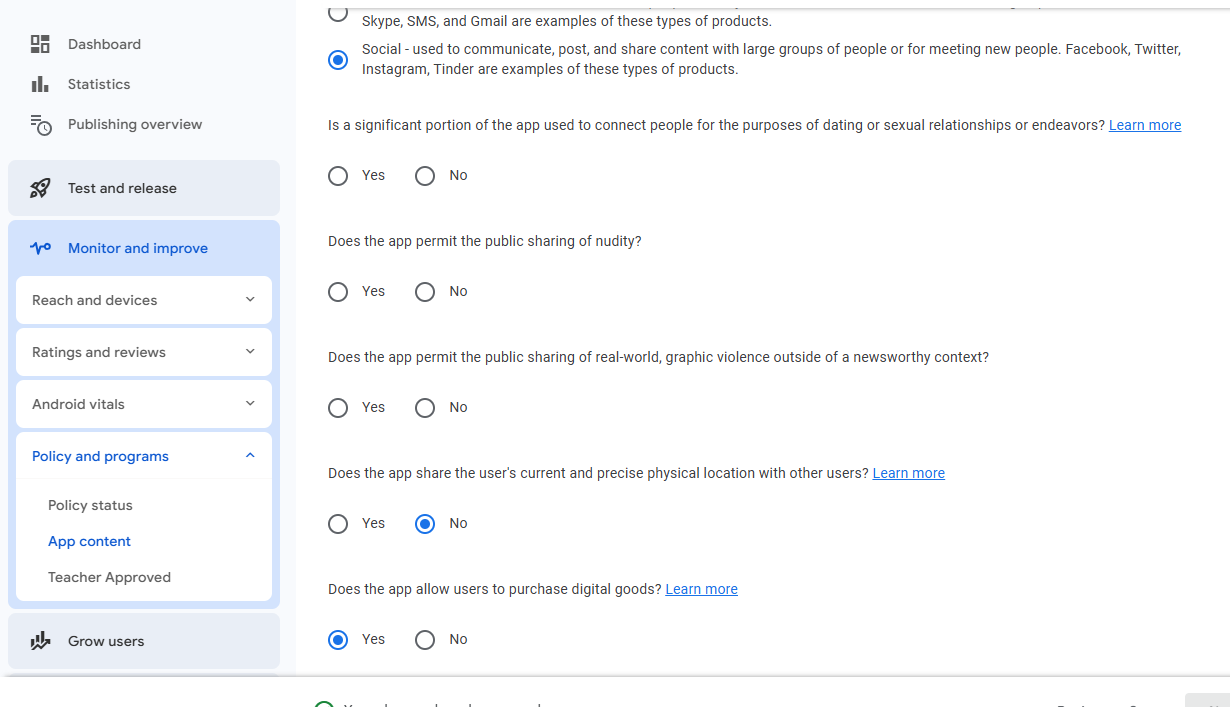 Dashboard
Statistics
Publishing overview
Test and release
Monitor and improve
Reach and devices
Ratings and reviews
Android vitals
Policy and programs
Policy status
App content
Teacher Approved
Grow users
Skype, SMS, and Gmail are examples of these types of products.
Social - used to communicate, post, and share content with large groups of people or for meeting new people. Facebook, Twitter,
Instagram, Tinder are examples of these types of products.
Is a significant portion of the app used to connect people for the purposes of dating or sexual relationships or endeavors? Learn more
Yes No
Does the app permit the public sharing of nudity?
Yes No
Does the app permit the public sharing of real-world, graphic violence outside of a newsworthy context?
Yes No
Does the app share the user's current and precise physical location with other users? Learn more
Yes No
Does the app allow users to purchase digital goods? Learn more
Yes No